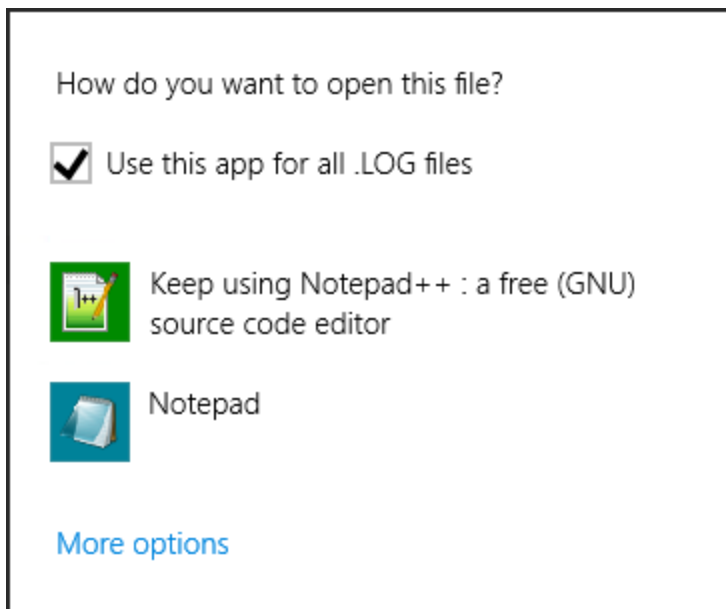 How do you want to open this file?
Use this app for all .LOG files
Keep using Notepad++ : a free (GNU)
source code editor
Notepad
More options